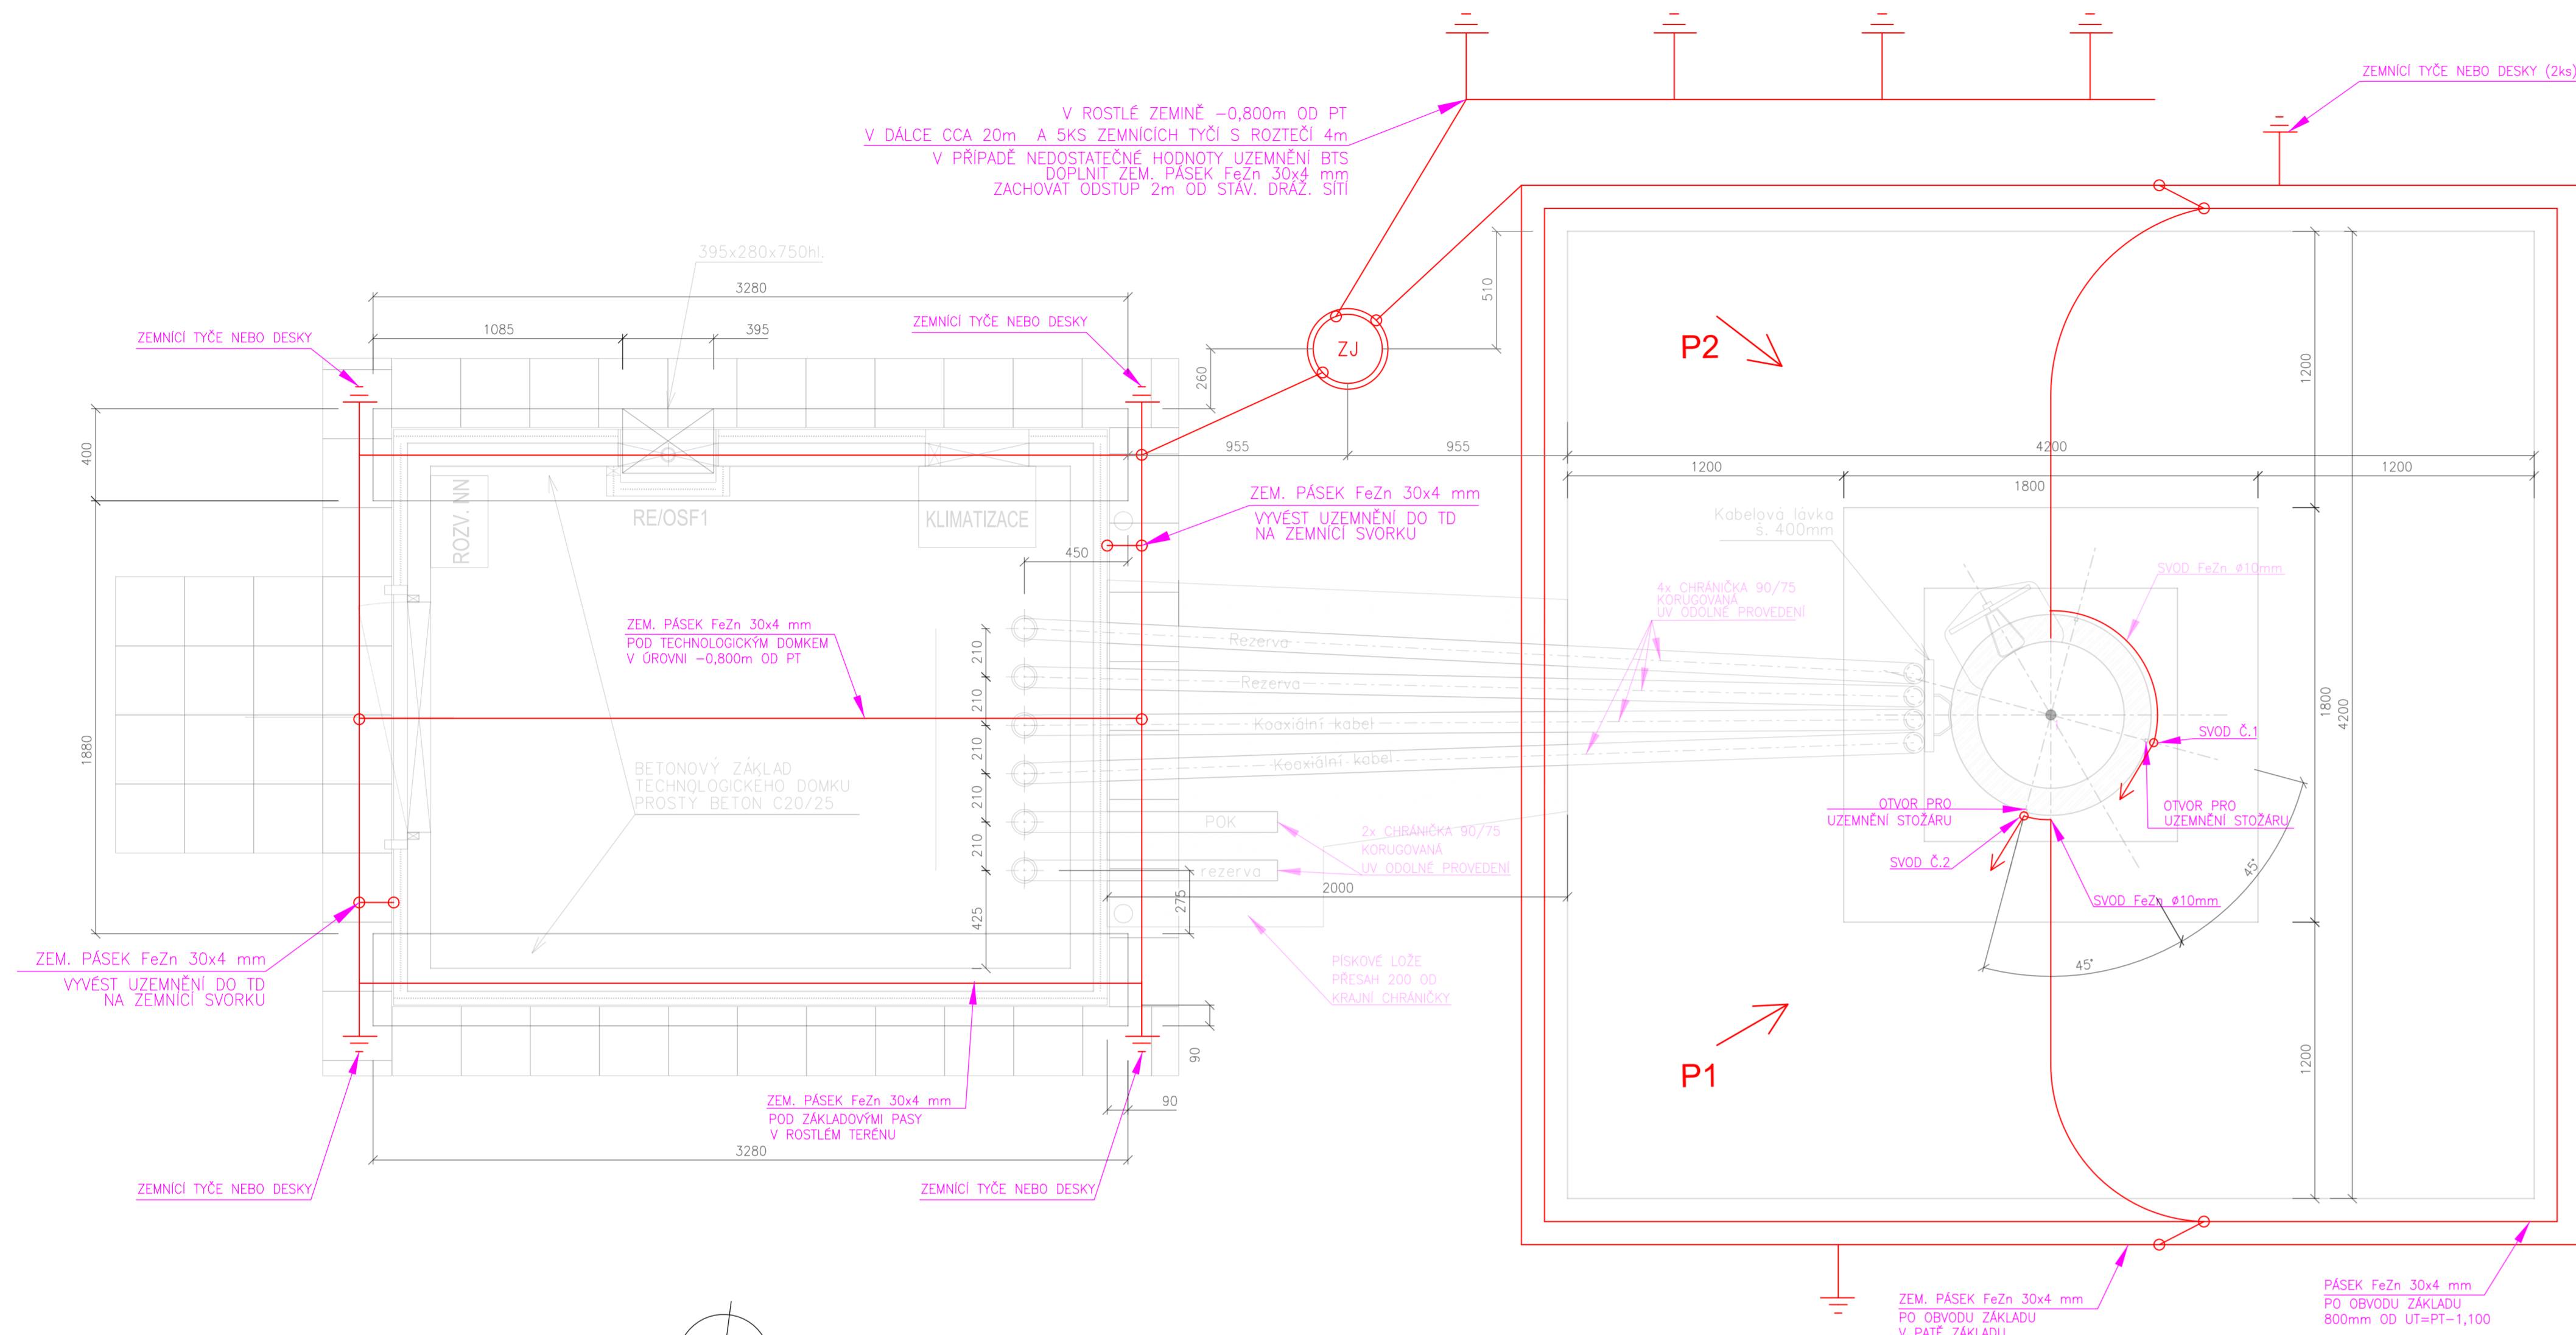 ZEMNÍCÍ TYČE NEBO DESKY (2ks)
V ROSTLÉ ZEMINĚ -0,800m OD PT
V DÁLCE CCA 20m A 5KS ZEMNÍCÍCH TYČÍ S ROZTEČÍ 4m
V PŘÍPADĚ NEDOSTATEČNÉ HODNOTY UZEMNĚNÍ BTS
DOPLNIT ZEM. PÁSEK FeZn 30x4 mm
ZACHOVAT ODSTUP 2m OD STÁV. DRÁŽ. SÍTÍ
395x280x750hl.
3280
1085
395
ZEMNÍCÍ TYČE NEBO DESKY
ZEMNÍCÍ TYČE NEBO DESKY
510
ZJ
P2
260
1200
400
955
955
4200
1200
1800
1200
ROZV. NN
RE/OSF1
KLIMATIZACE
ZEM. PÁSEK FeZn 30x4 mm
VYVÉST UZEMNĚNÍ DO TD
NA ZEMNÍCÍ SVORKU
Kabelová lávka
š. 400mm
450
SVOD FeZn ø10mm
4x CHRÁNIČKA 90/75
KORUGOVANÁ
UV ODOLNÉ PROVEDENÍ
ZEM. PÁSEK FeZn 30x4 mm
POD TECHNOLOGICKÝM DOMKEM
V ÚROVNI -0,800m OD PT
210
210
210
210
210
425
Rezerva
Rezerva
Koaxiální kabel
Koaxiální kabel
POK
rezerva
1880
1800
4200
SVOD Č.1
BETONOVÝ ZÁKLAD
TECHNOLOGICKÉHO DOMKU
PROSTÝ BETON C20/25
OTVOR PRO
UZEMNĚNÍ STOŽÁRU
OTVOR PRO
UZEMNĚNÍ STOŽÁRU
2x CHRÁNIČKA 90/75
KORUGOVANÁ
UV ODOLNÉ PROVEDENÍ
SVOD Č.2
45°
2000
275
SVOD FeZn ø10mm
ZEM. PÁSEK FeZn 30x4 mm
VYVÉST UZEMNĚNÍ DO TD
NA ZEMNÍCÍ SVORKU
PÍSKOVÉ LOŽE
PŘESAH 200 OD
KRAJNÍ CHRÁNIČKY
45°
90
1200
P1
90
ZEM. PÁSEK FeZn 30x4 mm
POD ZÁKLADOVÝMI PASY
V ROSTLÉM TERÉNU
3280
ZEMNÍCÍ TYČE NEBO DESKY
ZEMNÍCÍ TYČE NEBO DESKY
ZEM. PÁSEK FeZn 30x4 mm
PO OBVODU ZÁKLADU
V PATĚ ZÁKLADU
PÁSEK FeZn 30x4 mm
PO OBVODU ZÁKLADU
800mm OD UT=PT-1,100